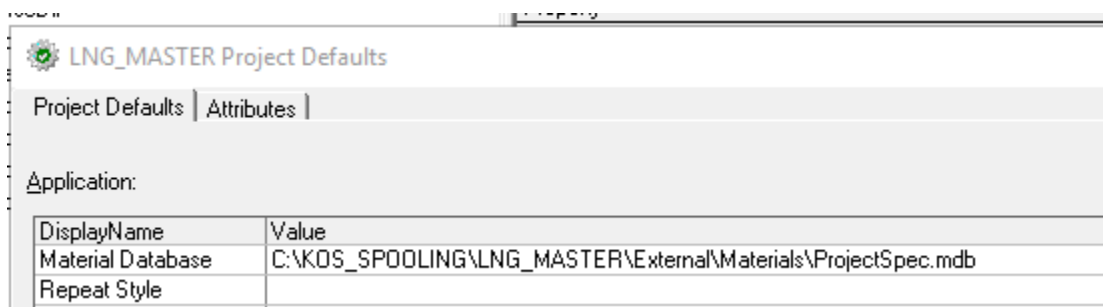 LNG_MASTER Project Defaults
Project Defaults
Attributes
Application:
DisplayName Value
Material Database C:\KOS_SPOOLING\LNG_MASTER\External\Materials\ProjectSpec.mdb
Repeat Style